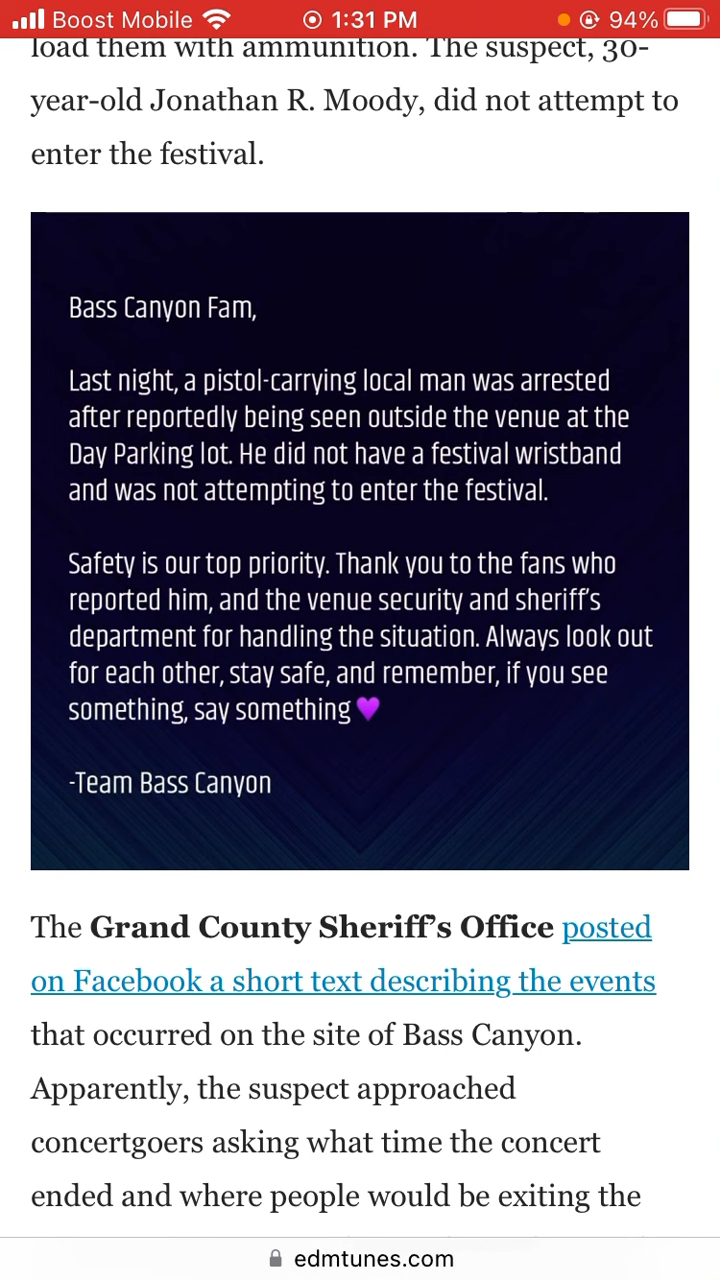 Boost Mobile 1:31 PM 94%
load them with ammunition. The suspect, 30-
year-old Jonathan R. Moody, did not attempt to
enter the festival.
Bass Canyon Fam,
Last night, a pistol-carrying local man was arrested
after reportedly being seen outside the venue at the
Day Parking lot. He did not have a festival wristband
and was not attempting to enter the festival.
Safety is our top priority. Thank you to the fans who
reported him, and the venue security and sheriff's
department for handling the situation. Always look out
for each other, stay safe, and remember, if you see
something, say something 💜
-Team Bass Canyon
The Grand County Sheriff's Office posted
on Facebook a short text describing the events
that occurred on the site of Bass Canyon.
Apparently, the suspect approached
concertgoers asking what time the concert
ended and where people would be exiting the
edmtunes.com